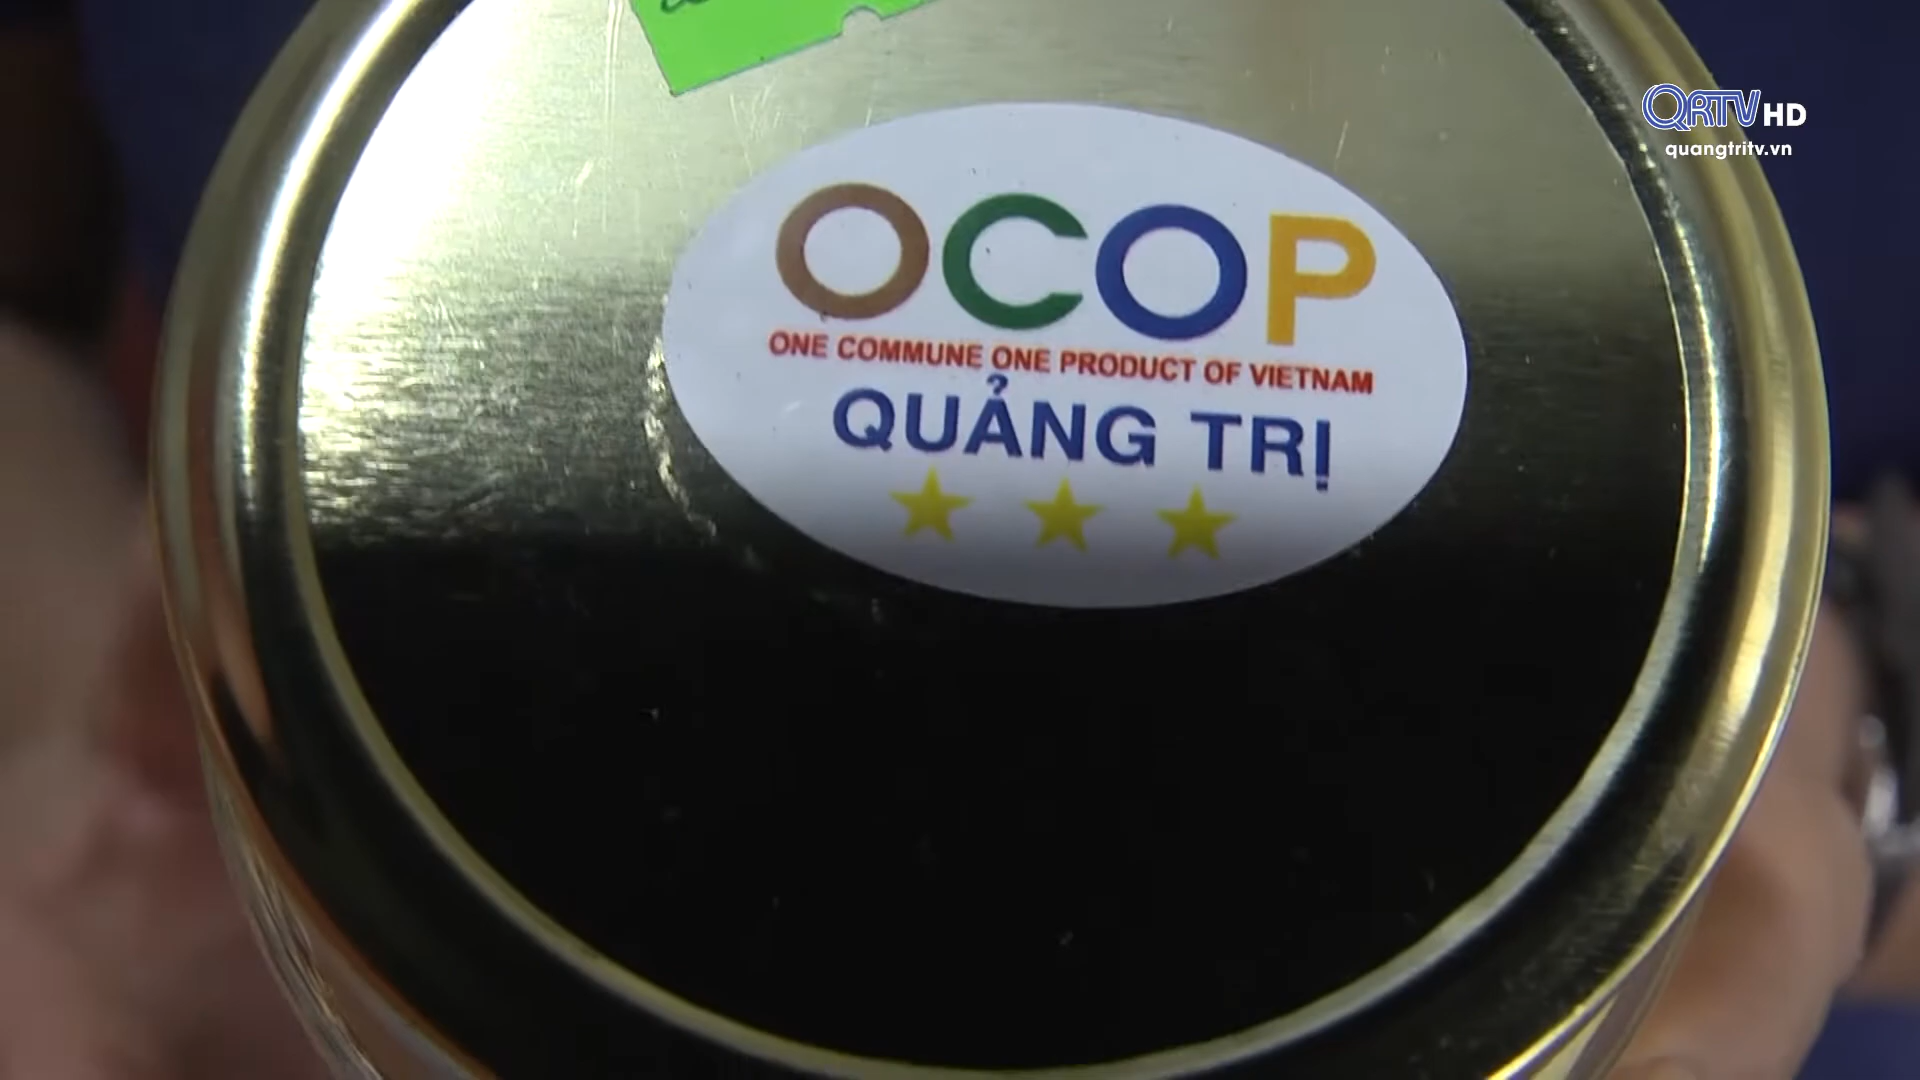 QRTV HD
quangtritv.vn
OCOP
ONE COMMUNE ONE PRODUCT OF VIETNAM
QUẢNG TRỊ